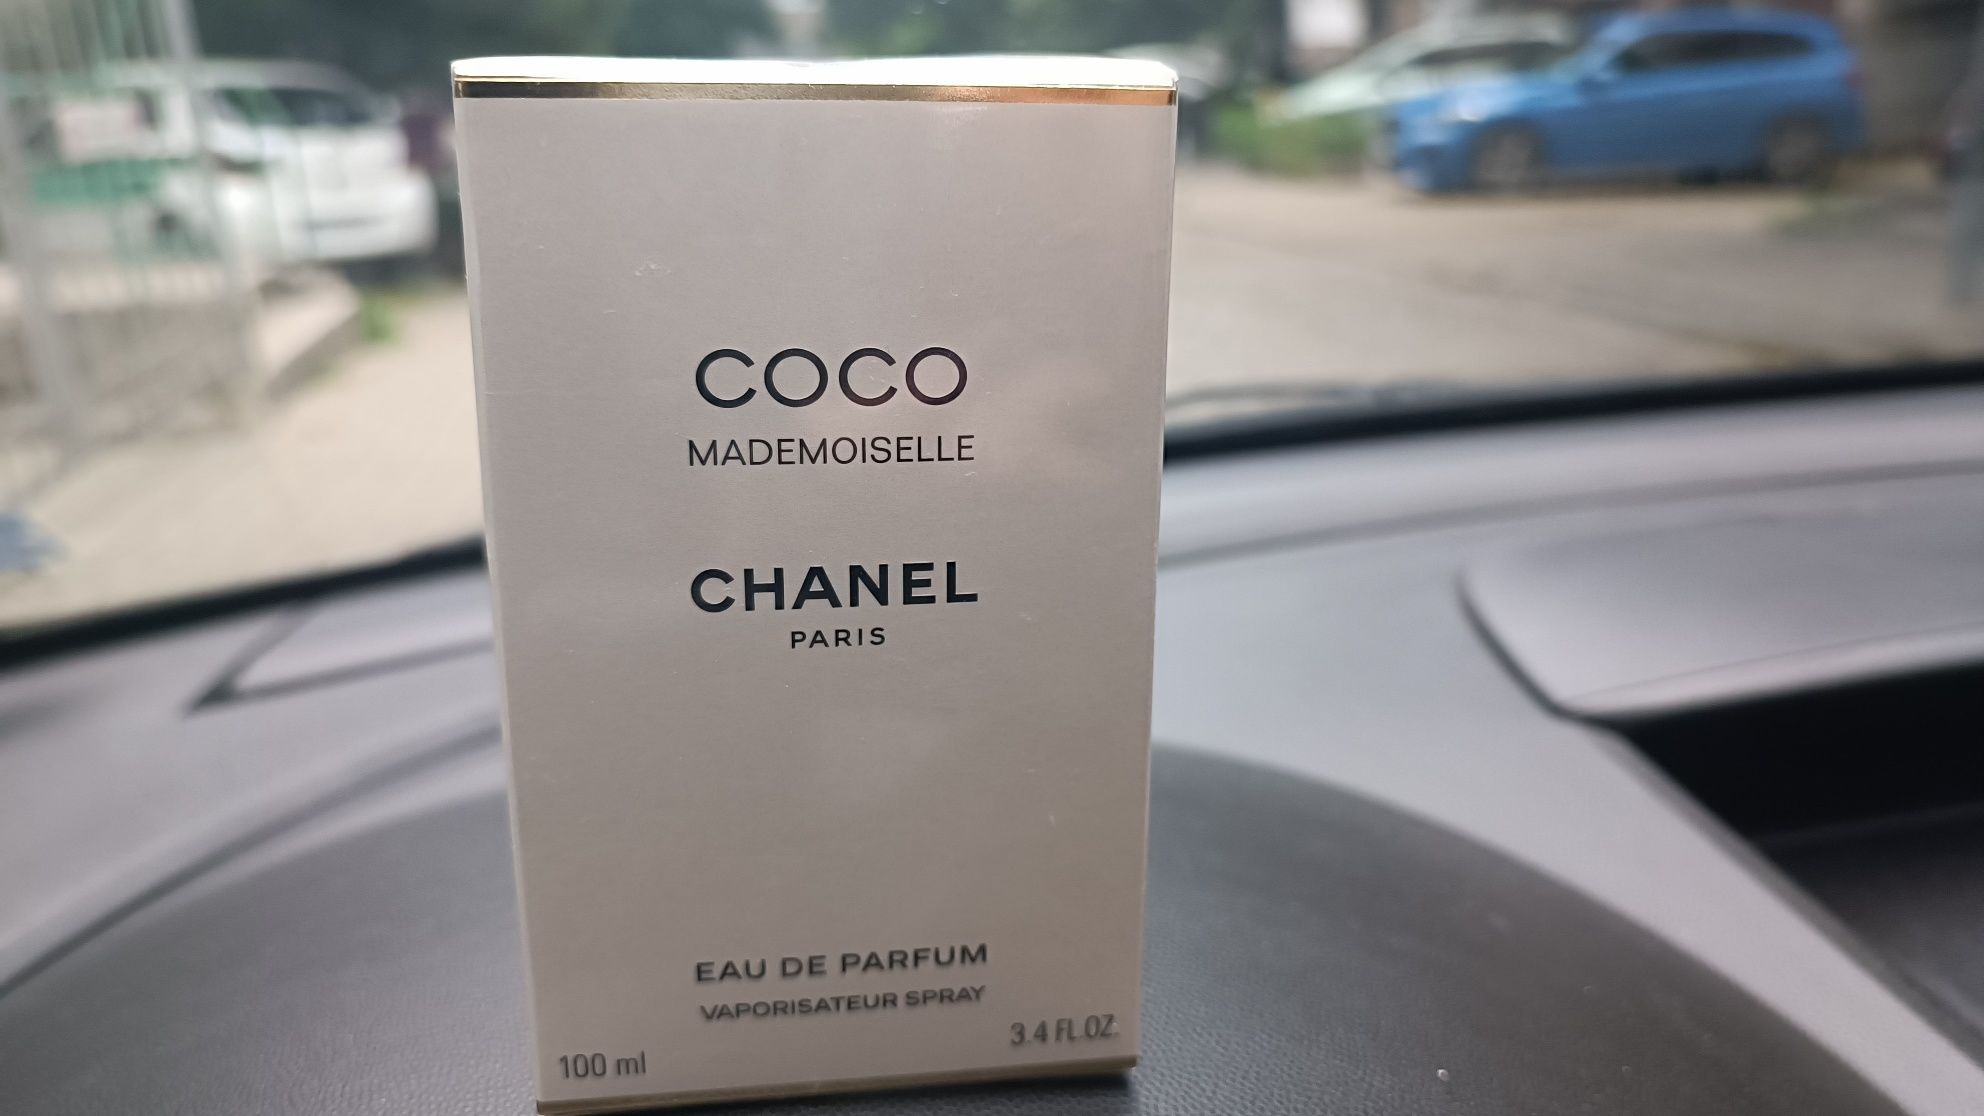 COCO
MADEMOISELLE
CHANEL
PARIS
EAU DE PARFUM
VAPORISATEUR SPRAY
100 ml
3.4 FL.OZ.